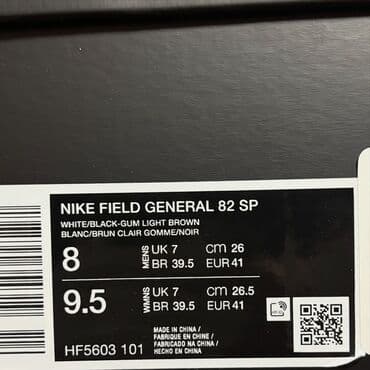 NIKE FIELD GENERAL 82 SP
WHITE/BLACK-GUM LIGHT BROWN
BLANC/BRUN CLAIR GOMME/NOIR
8 MENS UK 7 cm 26
BR 39.5 EUR 41
9.5 WMNS UK 7 cm 26.5
BR 39.5 EUR 41
MADE IN CHINA /
FABRIQUE EN CHINE /
FABRICADO NA CHINA /
HECHO EN CHINA
HF5603 101